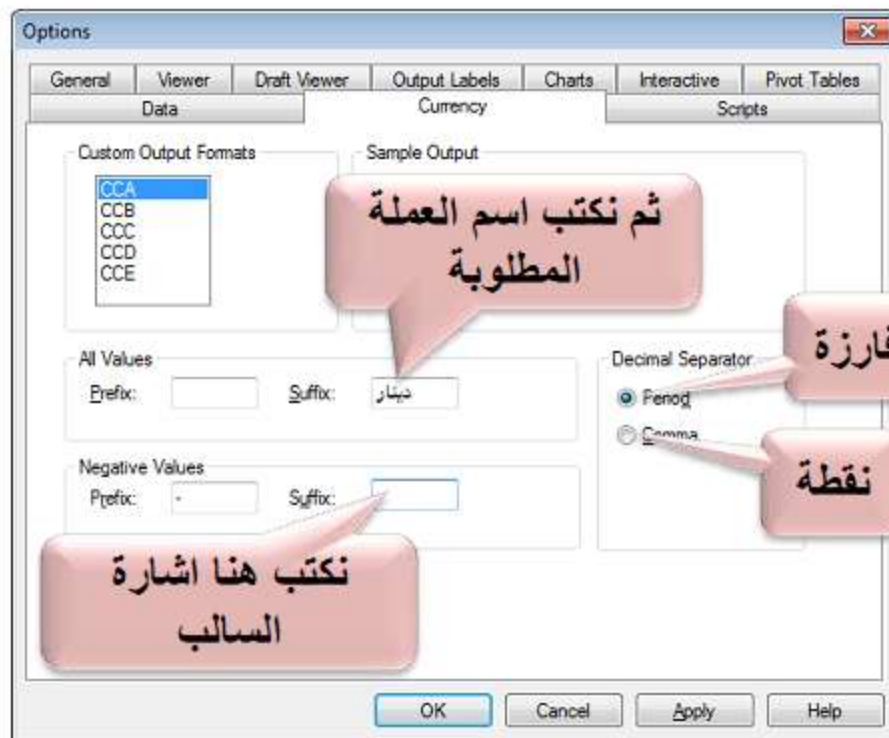 Options
General Viewer Draft Viewer Output Labels Charts Interactive Pivot Tables
Data Currency Scripts
Custom Output Formats
CCA
CCB
CCC
CCD
CCE
Sample Output
ثم نكتب اسم العملة
المطلوبة
All Values
Prefix: Suffix: دينار
Decimal Separator
Period
Comma
فارزة
نقطة
Negative Values
Prefix: - Suffix:
نكتب هنا اشارة
السالب
OK Cancel Apply Help